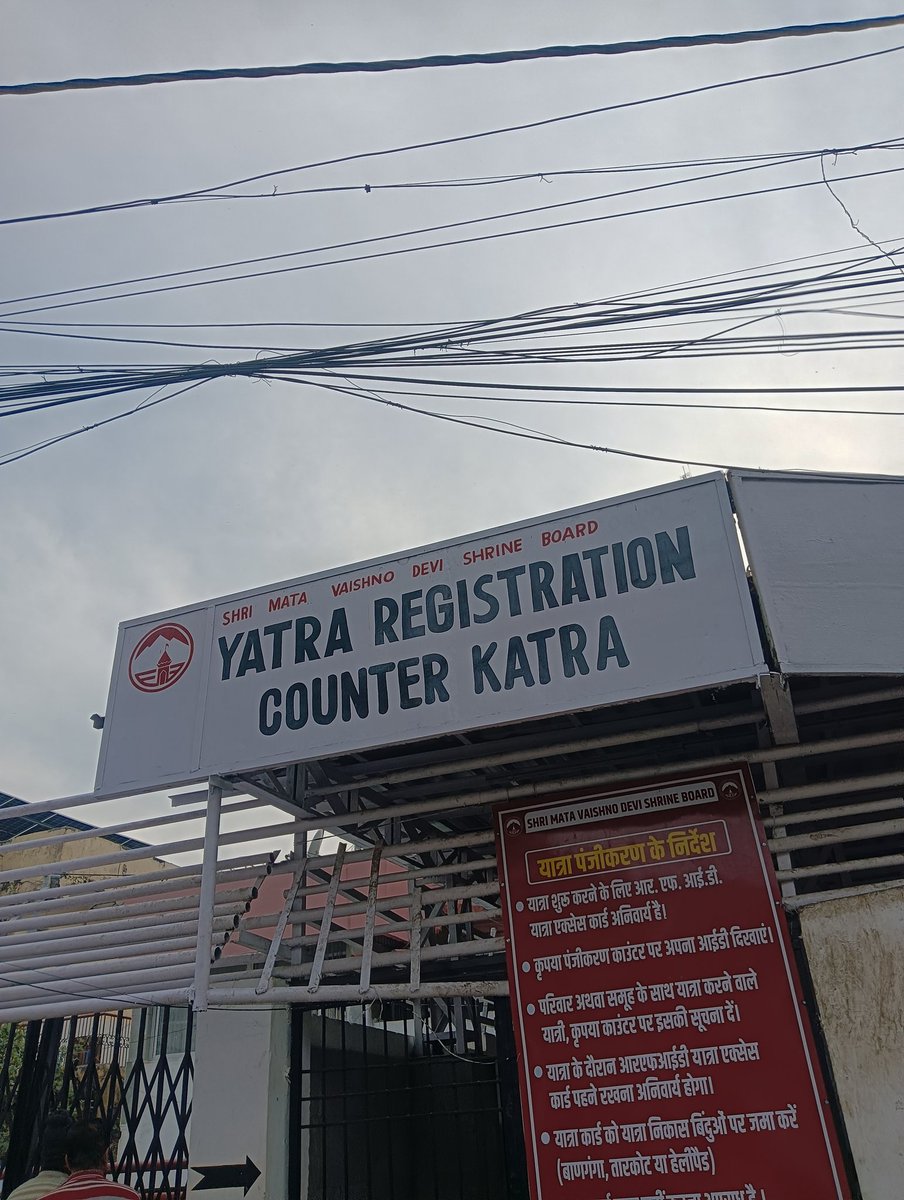 SHRI MATA VAISHNO DEVI SHRINE BOARD
YATRA REGISTRATION
COUNTER KATRA
SHRI MATA VAISHNO DEVI SHRINE BOARD
यात्रा पंजीकरण के निर्देश
• यात्रा शुरू करने के लिए आर. एफ. आई.डी.
यात्रा एक्सेस कार्ड अनिवार्य है।
• कृपया पंजीकरण काउंटर पर अपना आईडी दिखाएं।
• परिवार अथवा समूह के साथ यात्रा करने वाले
यात्री, कृपया काउंटर पर इसकी सूचना दें।
• यात्रा के दौरान आरएफआईडी यात्रा एक्सेस
कार्ड पहने रखना अनिवार्य होगा।
• यात्रा कार्ड को यात्रा निकास बिंदुओं पर जमा करें
(बाणगंगा, तारकोट या हेलीपैड)